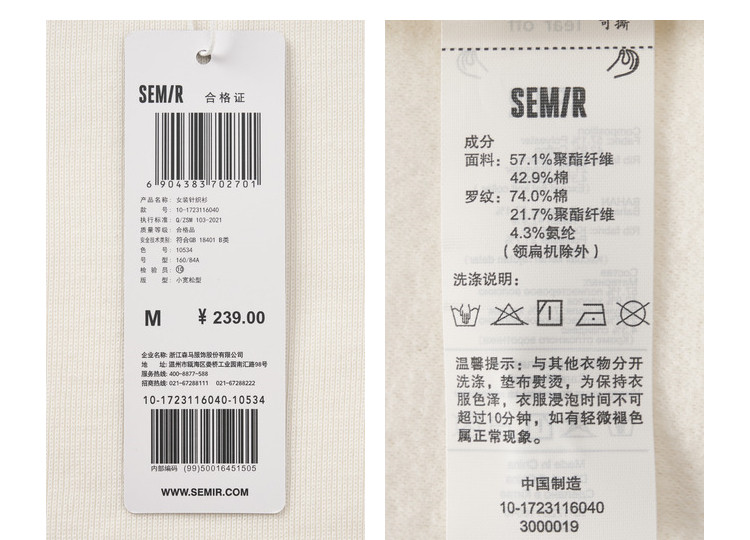 SEMIR 合格证
6 904383 702701
产品名称: 女装针织衫
款 号: 10-1723116040
执行标准: Q/ZSM 103-2021
质量等级: 合格品
安全技术类别: 符合GB 18401 B类
色 号: 10534
号 型: 160/84A
检 验 员:
版 型: 小宽松型
M ¥ 239.00
企业名称: 浙江森马服饰股份有限公司
地 址: 温州市瓯海区娄桥工业园南汇路98号
服务热线: 400-8877-588
招商热线: 021-67288111 021-67288222
10-1723116040-10534
内部编码 (99)50016451505
WWW.SEMIR.COM
tear off 可撕
SEMIR
成分
面料: 57.1%聚酯纤维
42.9%棉
罗纹: 74.0%棉
21.7%聚酯纤维
4.3%氨纶
(领扁机除外)
洗涤说明:
温馨提示: 与其他衣物分开
洗涤, 垫布熨烫, 为保持衣
服色泽, 衣服浸泡时间不可
超过10分钟, 如有轻微褪色
属正常现象。
中国制造
10-1723116040
3000019